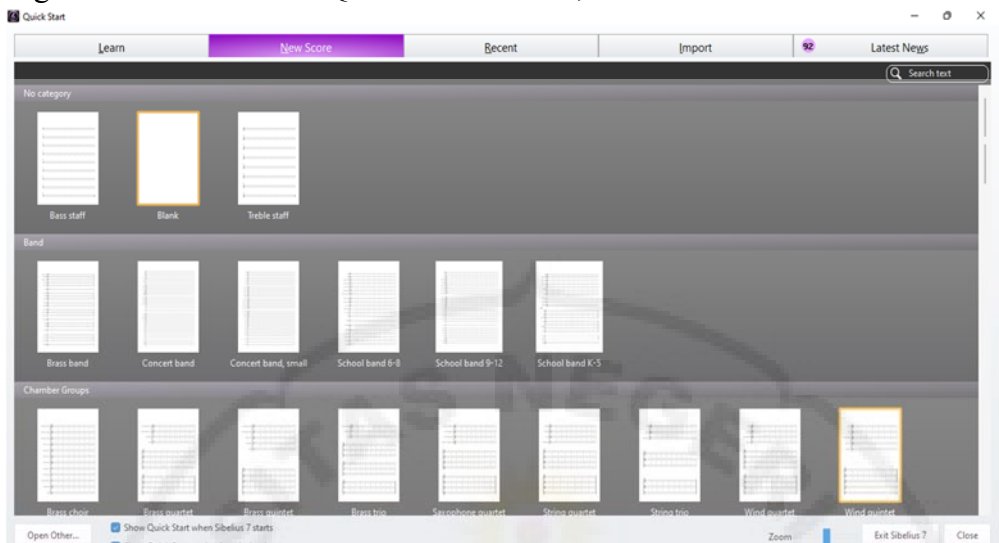 Quick Start
Learn
New Score
Recent
Import
92
Latest News
Search text
No category
Bass staff
Blank
Treble staff
Band
Brass band
Concert band
Concert band, small
School band 6-8
School band 9-12
School band K-5
Chamber Groups
Brass choir
Brass quartet
Brass quintet
Brass trio
Saxophone quartet
String quartet
String trio
Wind quartet
Wind quintet
Open Other...
Show Quick Start when Sibelius 7 starts
Zoom
Exit Sibelius 7
Close